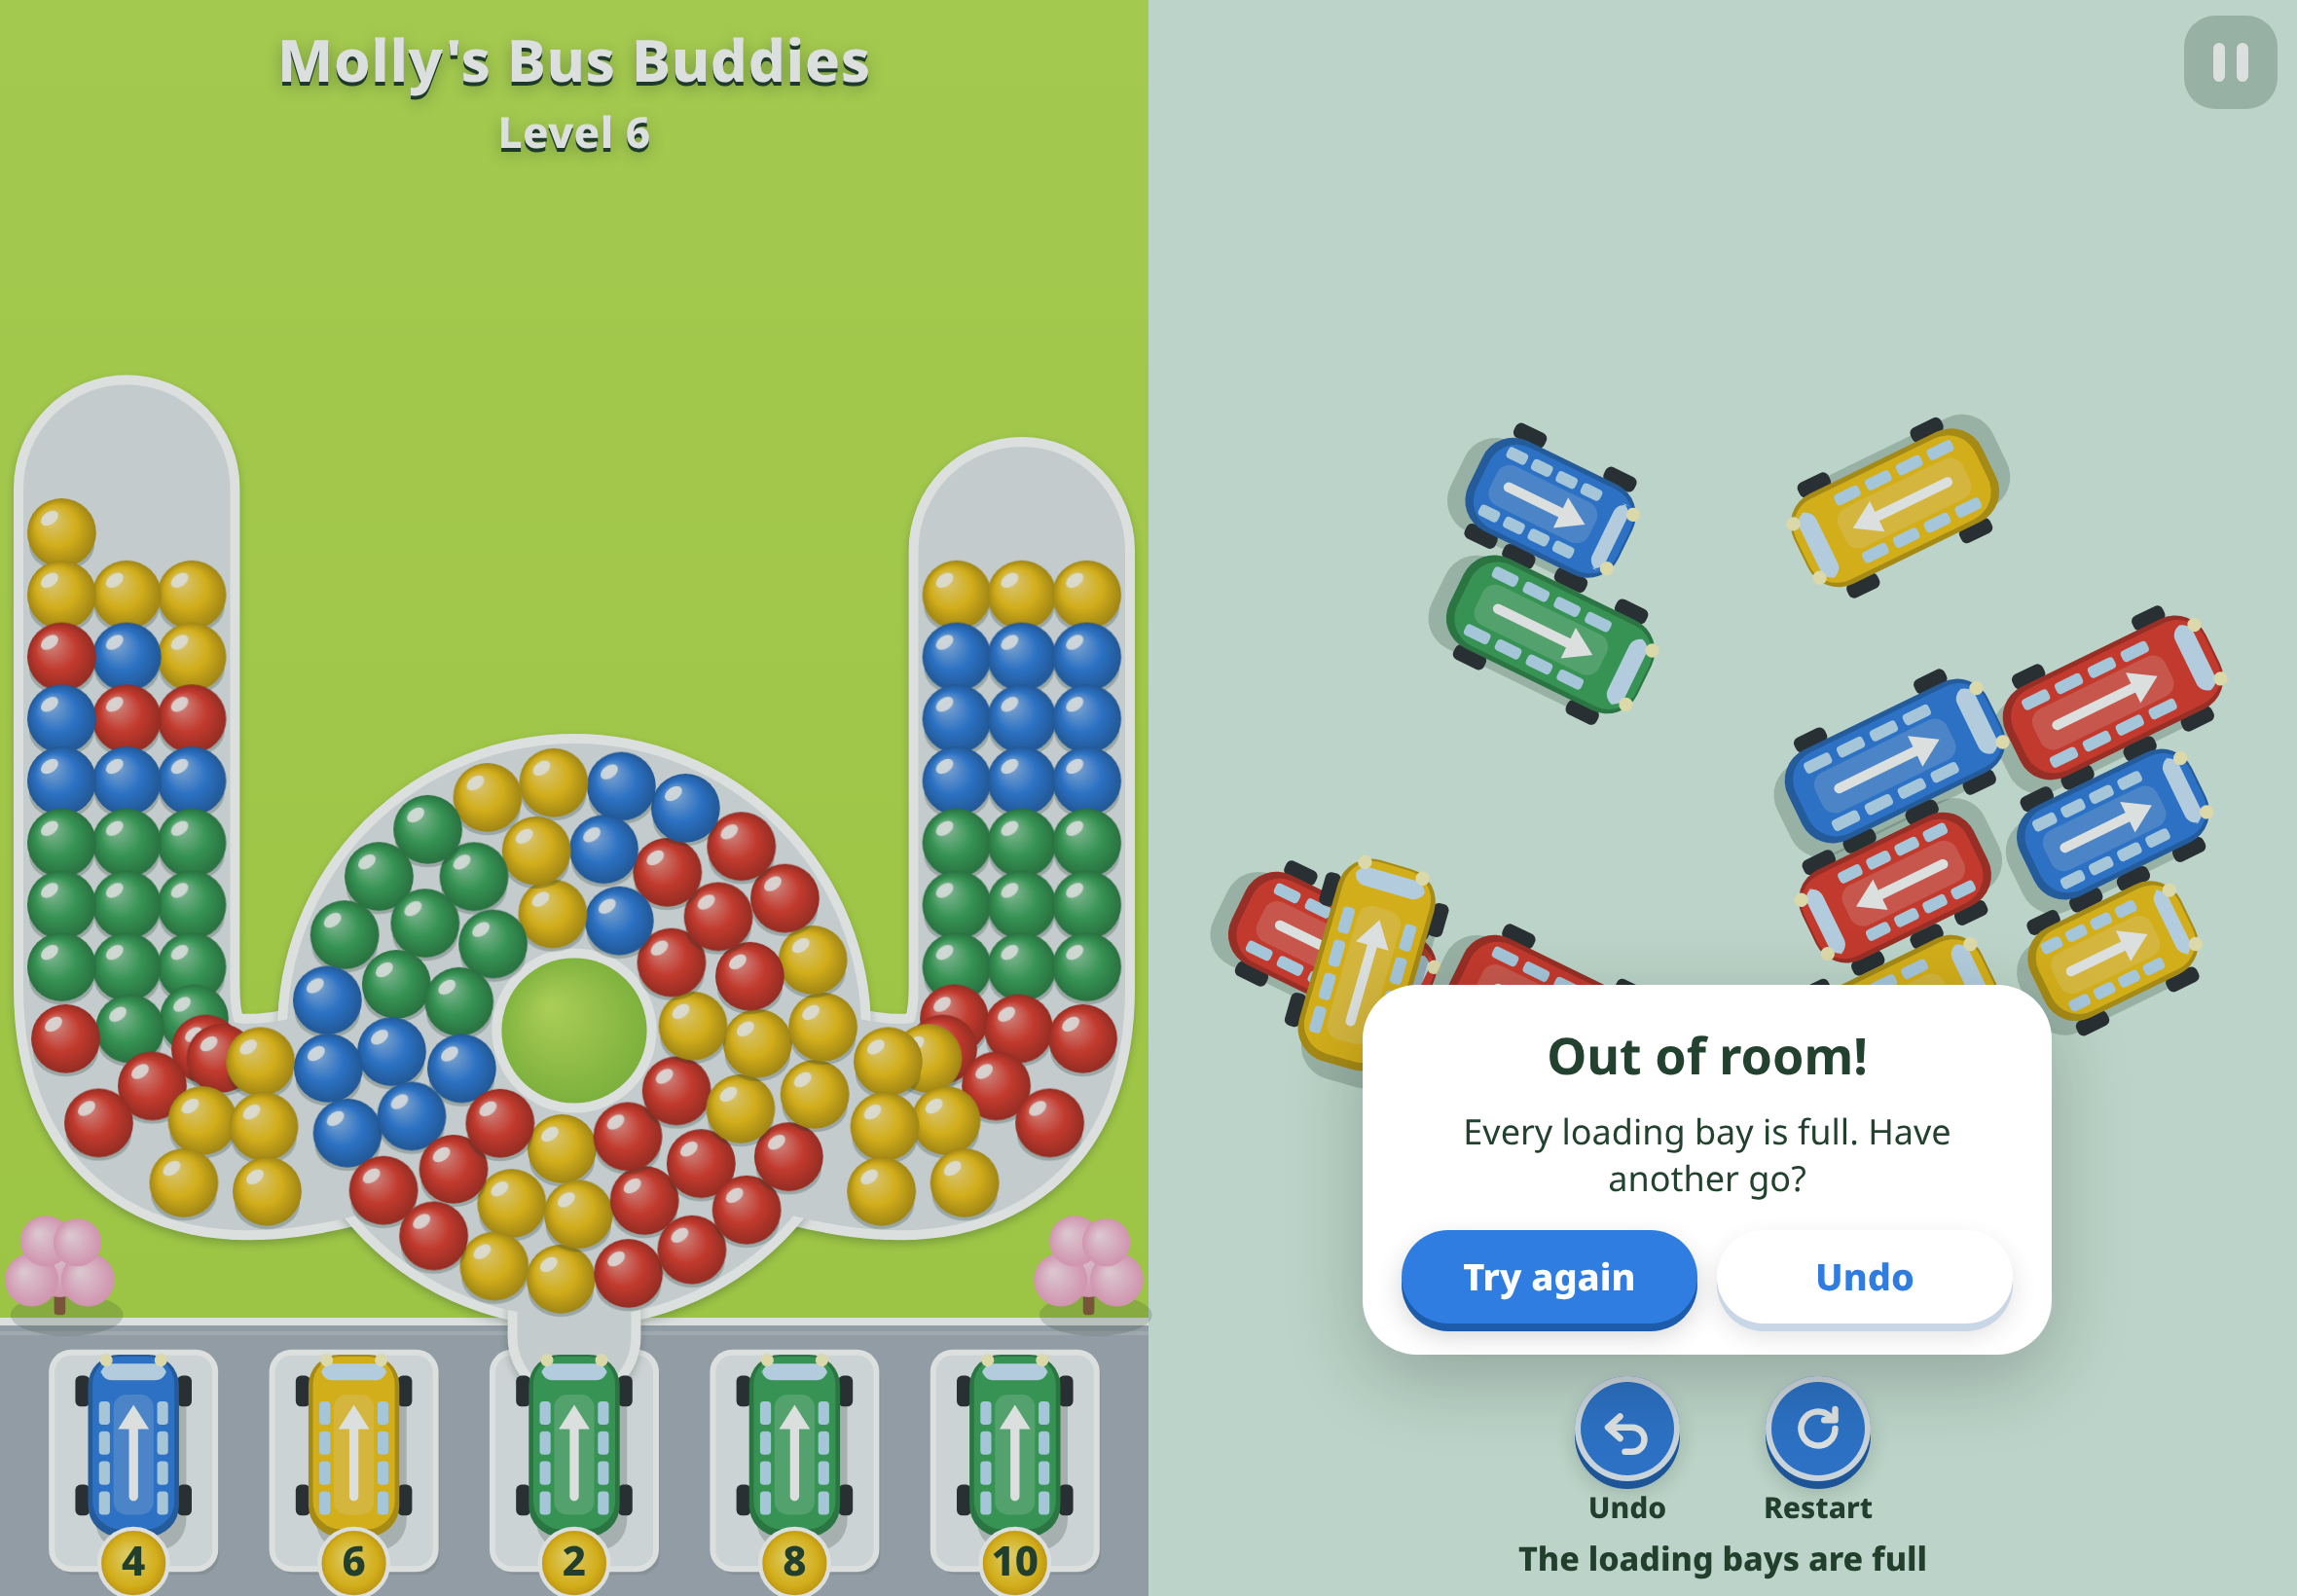 Molly's Bus Buddies
Level 6
Out of room!
Every loading bay is full. Have
another go?
Try again
Undo
Undo
Restart
The loading bays are full
4
6
2
8
10